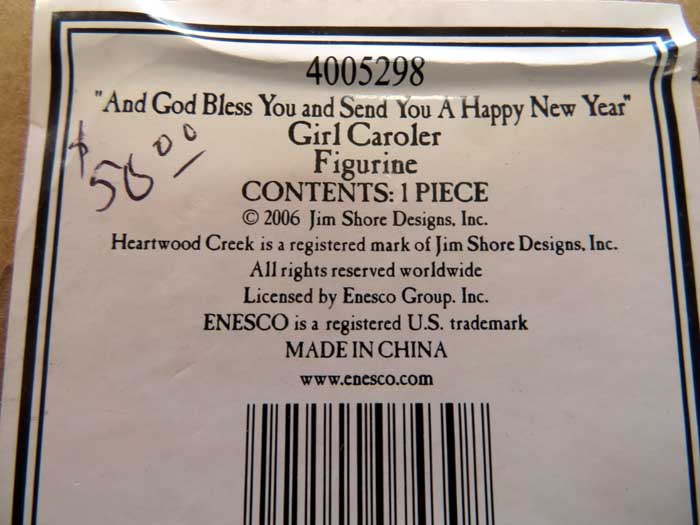 4005298
"And God Bless You and Send You A Happy New Year"
Girl Caroler
Figurine
$50.00
CONTENTS: 1 PIECE
© 2006 Jim Shore Designs, Inc.
Heartwood Creek is a registered mark of Jim Shore Designs, Inc.
All rights reserved worldwide
Licensed by Enesco Group. Inc.
ENESCO is a registered U.S. trademark
MADE IN CHINA
www.enesco.com